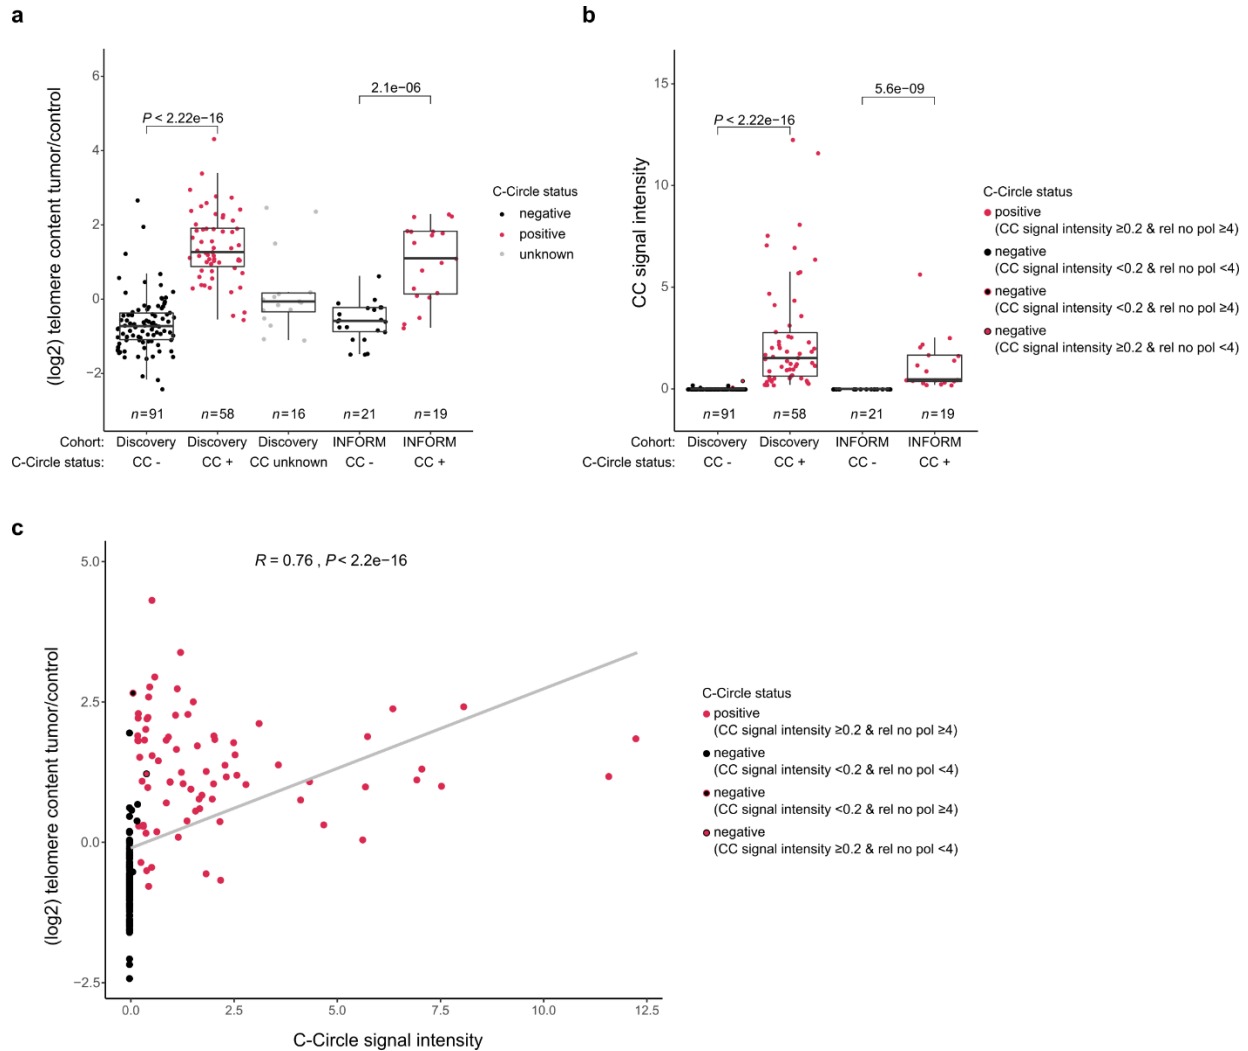 a
(log2) telomere content tumor/control
6
4
2
0
−2
P < 2.22e−16
2.1e−06
n=91
n=58
n=16
n=21
n=19
Cohort: Discovery Discovery Discovery INFORM INFORM
C-Circle status: CC - CC + CC unknown CC - CC +
C-Circle status
negative
positive
unknown
b
CC signal intensity
15
10
5
0
P < 2.22e−16
5.6e−09
n=91
n=58
n=21
n=19
Cohort: Discovery Discovery INFORM INFORM
C-Circle status: CC - CC + CC - CC +
C-Circle status
positive
(CC signal intensity ≥0.2 & rel no pol ≥4)
negative
(CC signal intensity <0.2 & rel no pol <4)
negative
(CC signal intensity <0.2 & rel no pol ≥4)
negative
(CC signal intensity ≥0.2 & rel no pol <4)
c
(log2) telomere content tumor/control
5.0
2.5
0.0
−2.5
R = 0.76 , P < 2.2e−16
0.0 2.5 5.0 7.5 10.0 12.5
C-Circle signal intensity
C-Circle status
positive
(CC signal intensity ≥0.2 & rel no pol ≥4)
negative
(CC signal intensity <0.2 & rel no pol <4)
negative
(CC signal intensity <0.2 & rel no pol ≥4)
negative
(CC signal intensity ≥0.2 & rel no pol <4)